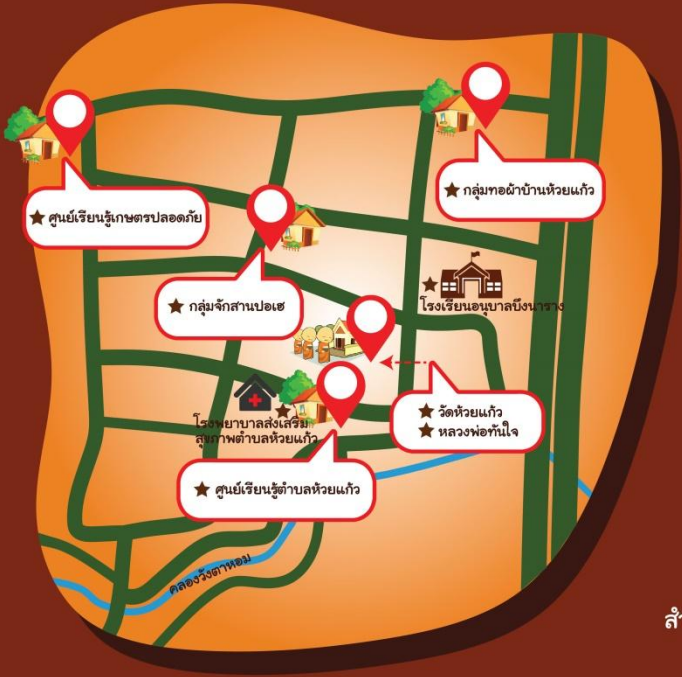 ★ กลุ่มทอผ้าบ้านห้วยแก้ว
★ ศูนย์เรียนรู้เกษตรปลอดภัย
★ กลุ่มจักสานปอเฮ
★ โรงเรียนอนุบาลบึงนาราง
★ วัดห้วยแก้ว
★ หลวงพ่อทันใจ
★ โรงพยาบาลส่งเสริม
สุขภาพตำบลห้วยแก้ว
★ ศูนย์เรียนรู้ตำบลห้วยแก้ว
คลองวังตาหอม